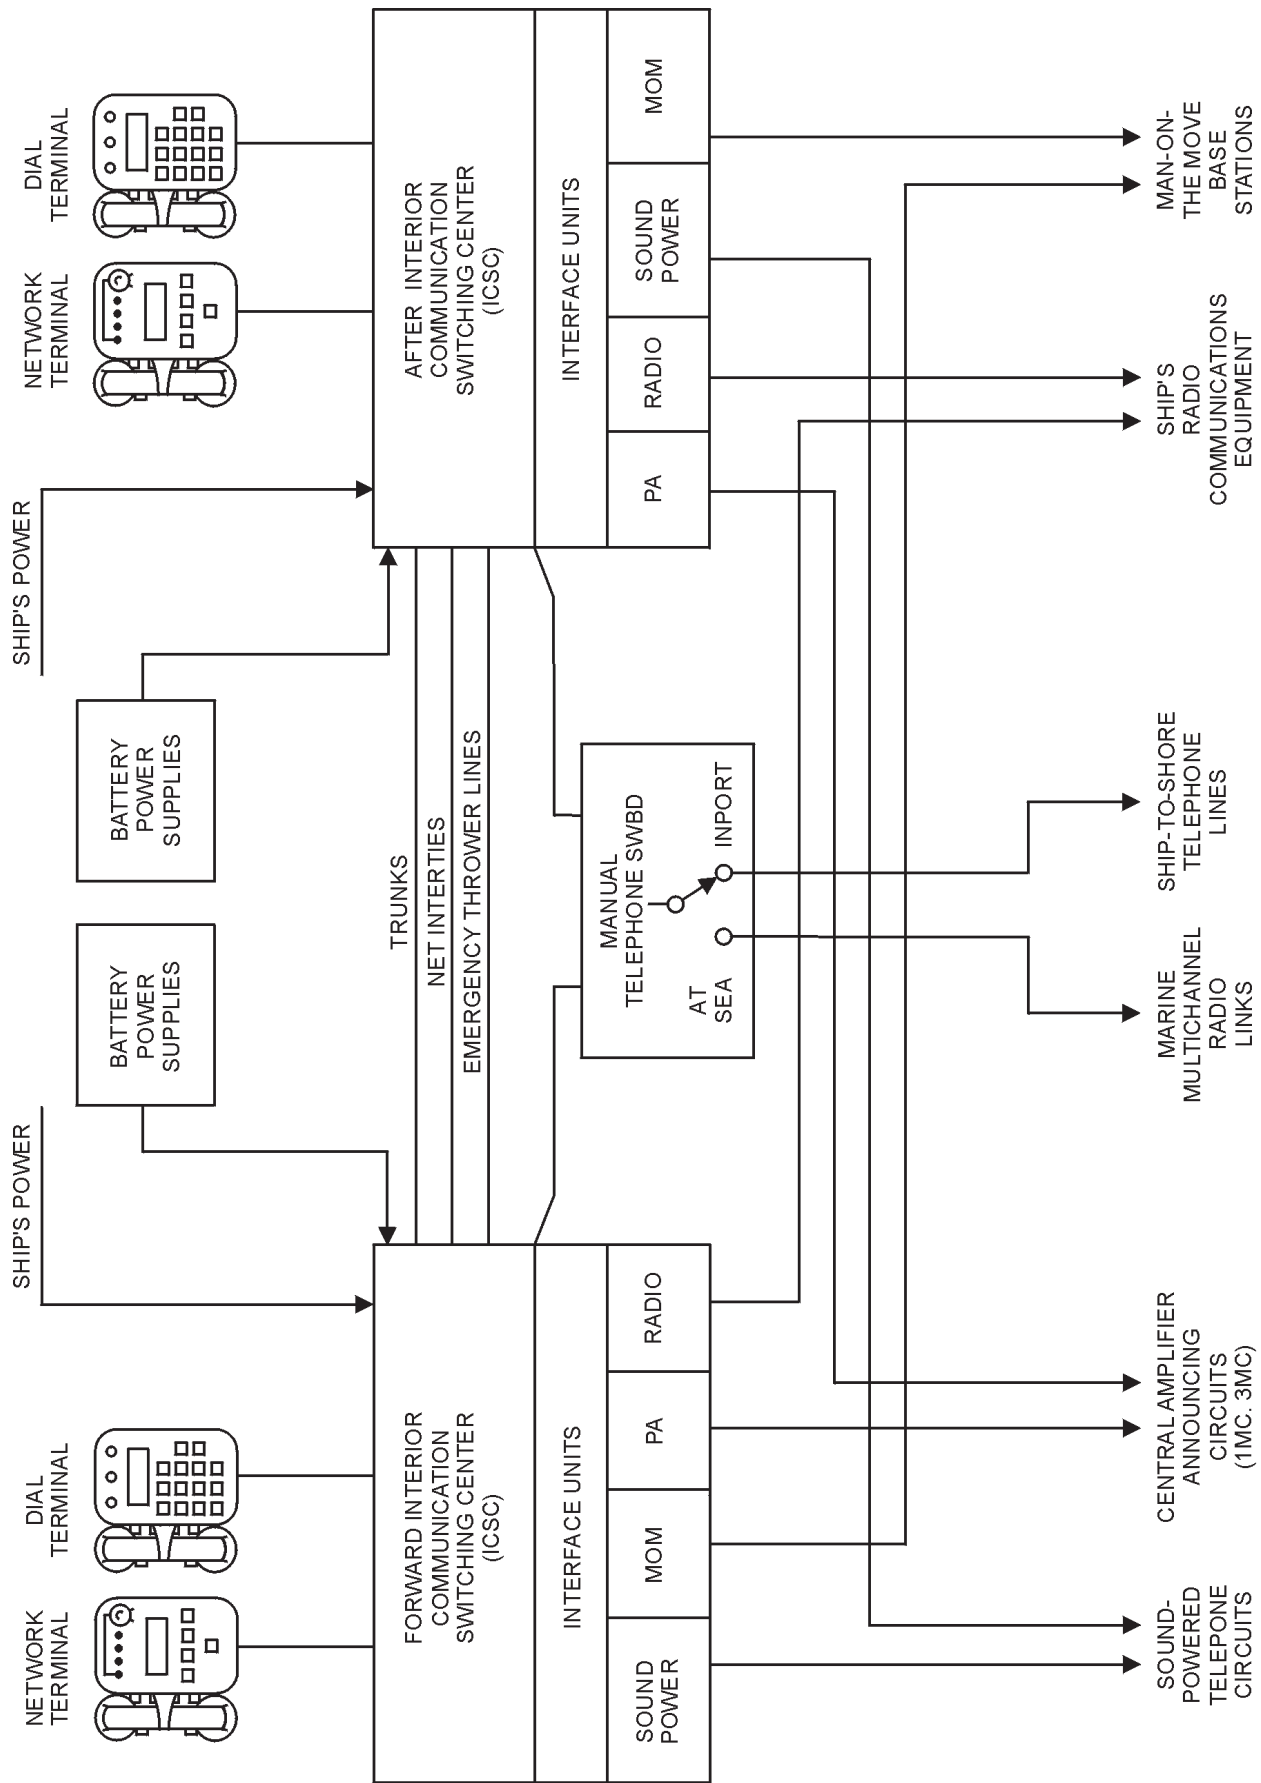 NETWORK
TERMINAL
DIAL
TERMINAL
SHIP'S POWER
SHIP'S POWER
NETWORK
TERMINAL
DIAL
TERMINAL
BATTERY
POWER
SUPPLIES
BATTERY
POWER
SUPPLIES
FORWARD INTERIOR
COMMUNICATION
SWITCHING CENTER
(ICSC)
TRUNKS
NET INTERTIES
EMERGENCY THROWER LINES
AFTER INTERIOR
COMMUNICATION
SWITCHING CENTER
(ICSC)
INTERFACE UNITS
INTERFACE UNITS
SOUND
POWER
MOM
PA
RADIO
MANUAL
TELEPHONE SWBD
AT
SEA
INPORT
PA
RADIO
SOUND
POWER
MOM
SOUND-
POWERED
TELEPONE
CIRCUITS
CENTRAL AMPLIFIER
ANNOUNCING
CIRCUITS
(1MC. 3MC)
MARINE
MULTICHANNEL
RADIO
LINKS
SHIP-TO-SHORE
TELEPHONE
LINES
SHIP'S
RADIO
COMMUNICATIONS
EQUIPMENT
MAN-ON-
THE MOVE
BASE
STATIONS